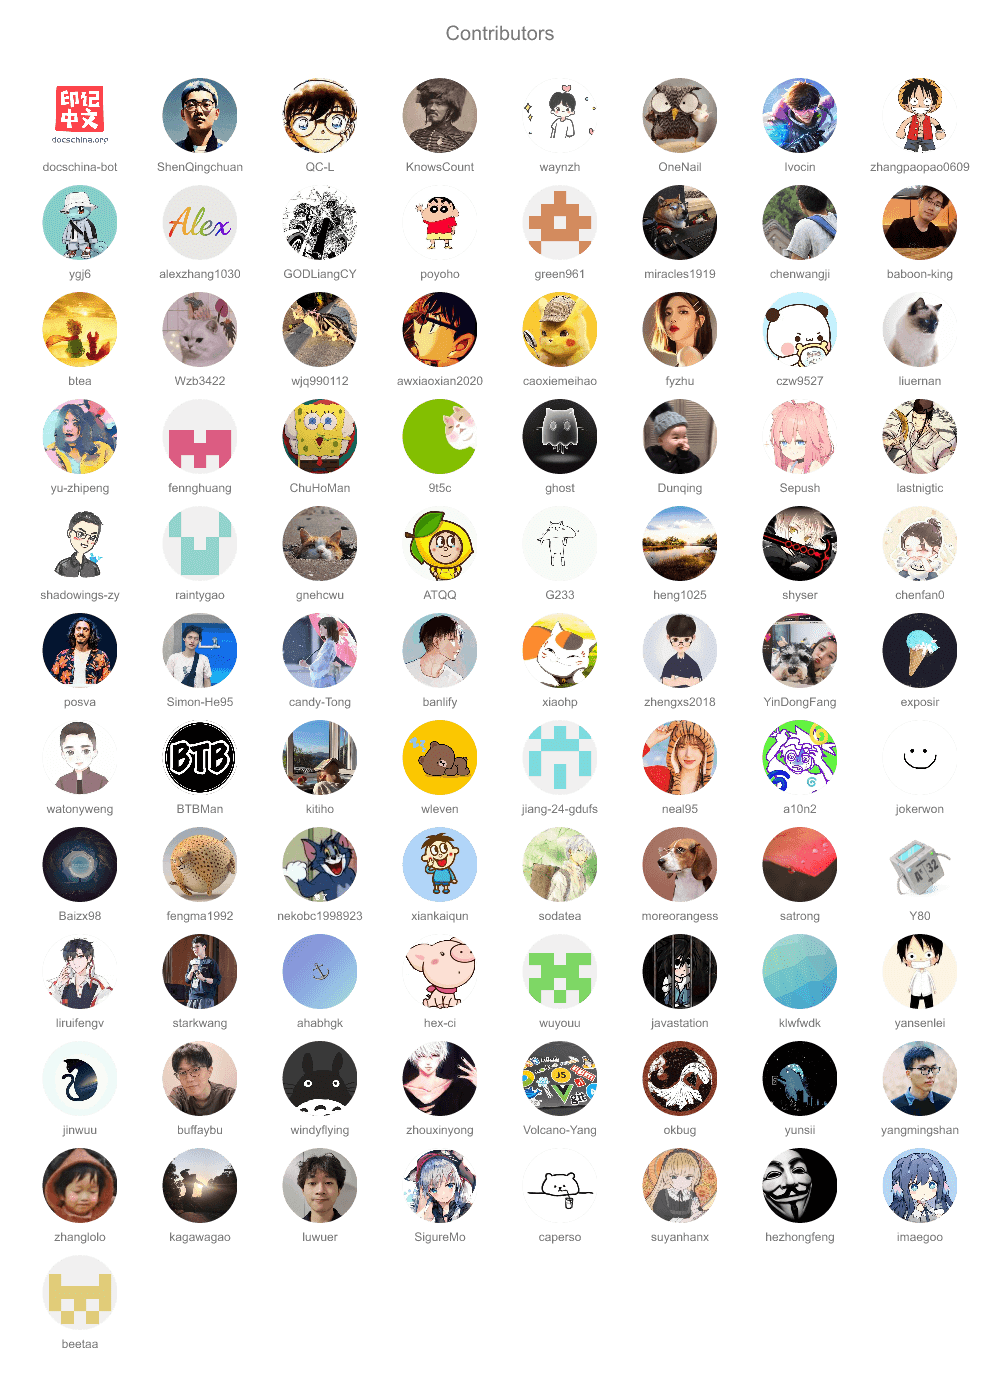 Contributors
印记
中文
docschina.org
docschina-bot ShenQingchuan QC-L KnowsCount waynzh OneNail Ivocin zhangpaopao0609
Alex
ygj6 alexzhang1030 GODLiangCY poyoho green961 miracles1919 chenwangji baboon-king
btea Wzb3422 wjq990112 awxiaoxian2020 caoxiemeihao fyzhu czw9527 liuernan
yu-zhipeng fennghuang ChuHoMan 9t5c ghost Dunqing Sepush lastnigtic
shadowings-zy raintygao gnehcwu ATQQ G233 heng1025 shyser chenfan0
posva Simon-He95 candy-Tong banlify xiaohp zhengxs2018 YinDongFang exposir
BTB
watonyweng BTBMan kitiho wleven jiang-24-gdufs neal95 a10n2 jokerwon
A 32
Baizx98 fengma1992 nekobc1998923 xiankaiqun sodatea moreorangess satrong Y80
liruifengv starkwang ahabhgk hex-ci wuyouu javastation klwfwdk yansenlei
JS
git
jinwuu buffaybu windyflying zhouxinyong Volcano-Yang okbug yunsii yangmingshan
zhanglolo kagawagao luwuer SigureMo caperso suyanhanx hezhongfeng imaegoo
beetaa